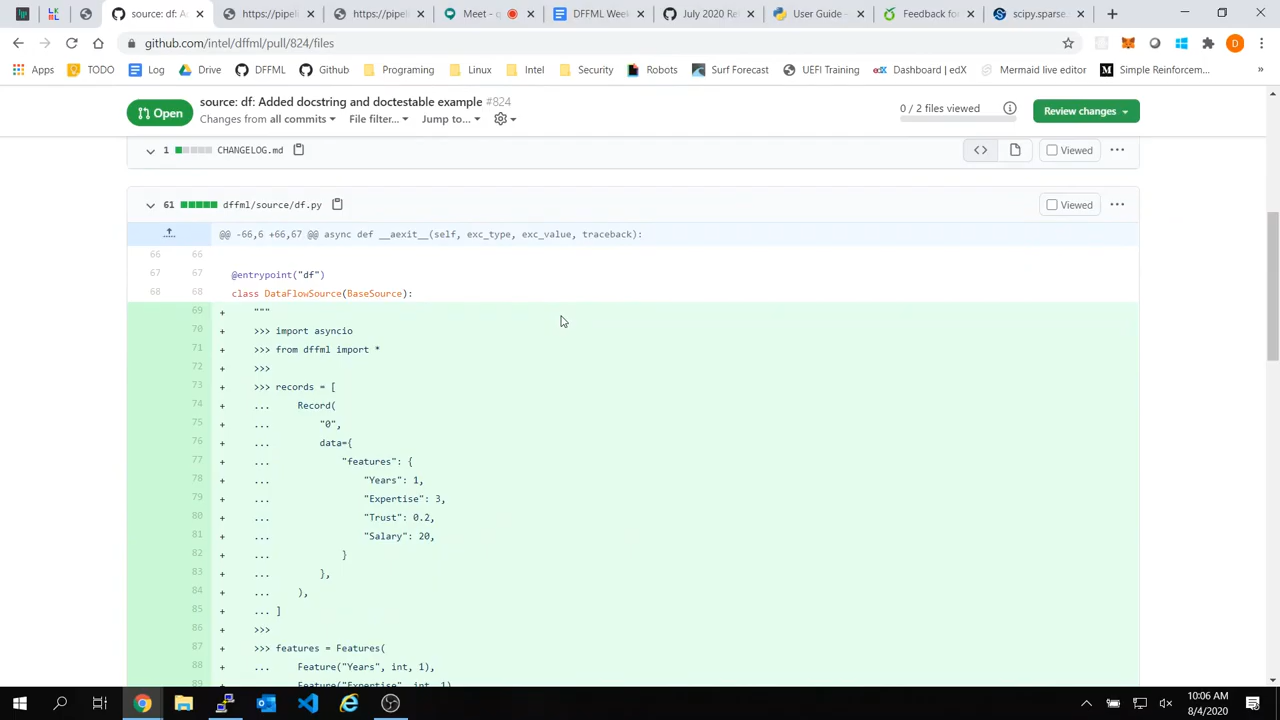 source: df: Ad
https://pipeli
https://pipeli
Meet - q
DFFML Wee
July 2020 Re
User Guide —
Feedback for
scipy.sparse.
github.com/intel/dffml/pull/824/files
D
Apps
TODO
Log
Drive
DFFML
Github
Programing
Linux
Intel
Security
Robots
Surf Forecast
UEFI Training
Dashboard | edX
Mermaid live editor
Simple Reinforcem...
»
Open
source: df: Added docstring and doctestable example #824
Changes from all commits
File filter...
Jump to...
0 / 2 files viewed
Review changes
1 CHANGELOG.md
Viewed
61 dffml/source/df.py
Viewed
@@ -66,6 +66,67 @@ async def __aexit__(self, exc_type, exc_value, traceback):
66 66
67 67 @entrypoint("df")
68 68 class DataFlowSource(BaseSource):
69 + """
70 + >>> import asyncio
71 + >>> from dffml import *
72 + >>>
73 + >>> records = [
74 + ... Record(
75 + ... "0",
76 + ... data={
77 + ... "features": {
78 + ... "Years": 1,
79 + ... "Expertise": 3,
80 + ... "Trust": 0.2,
81 + ... "Salary": 20,
82 + ... }
83 + ... },
84 + ... ),
85 + ... ]
86 + >>>
87 + >>> features = Features(
88 + ... Feature("Years", int, 1),
89 + ... Feature("Expertise", int, 1)
10:06 AM
8/4/2020